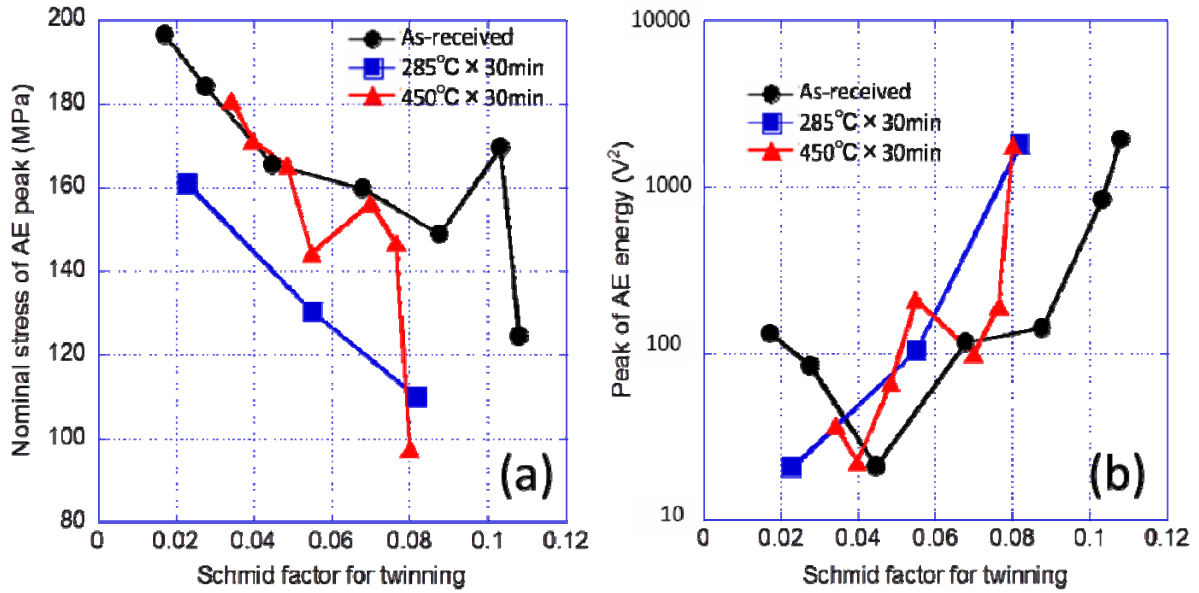 200
180
160
140
120
100
80
0
0.02
0.04
0.06
0.08
0.1
0.12
Nominal stress of AE peak (MPa)
Schmid factor for twinning
As-received
285°C × 30min
450°C × 30min
(a)
10000
1000
100
10
0
0.02
0.04
0.06
0.08
0.1
0.12
Peak of AE energy (V²)
Schmid factor for twinning
As-received
285°C × 30min
450°C × 30min
(b)